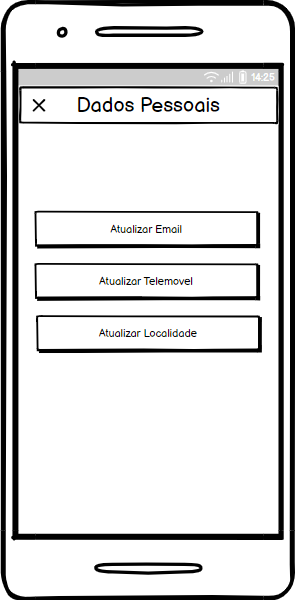 14:25
Dados Pessoais
Atualizar Email
Atualizar Telemovel
Atualizar Localidade